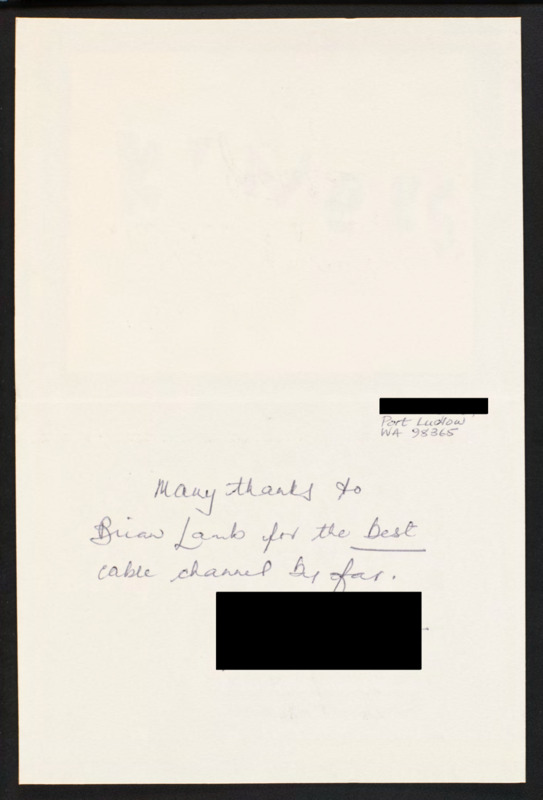 Port Ludlow
WA 98365
Many thanks to
Brian Lamb for the best
cable channel by far.